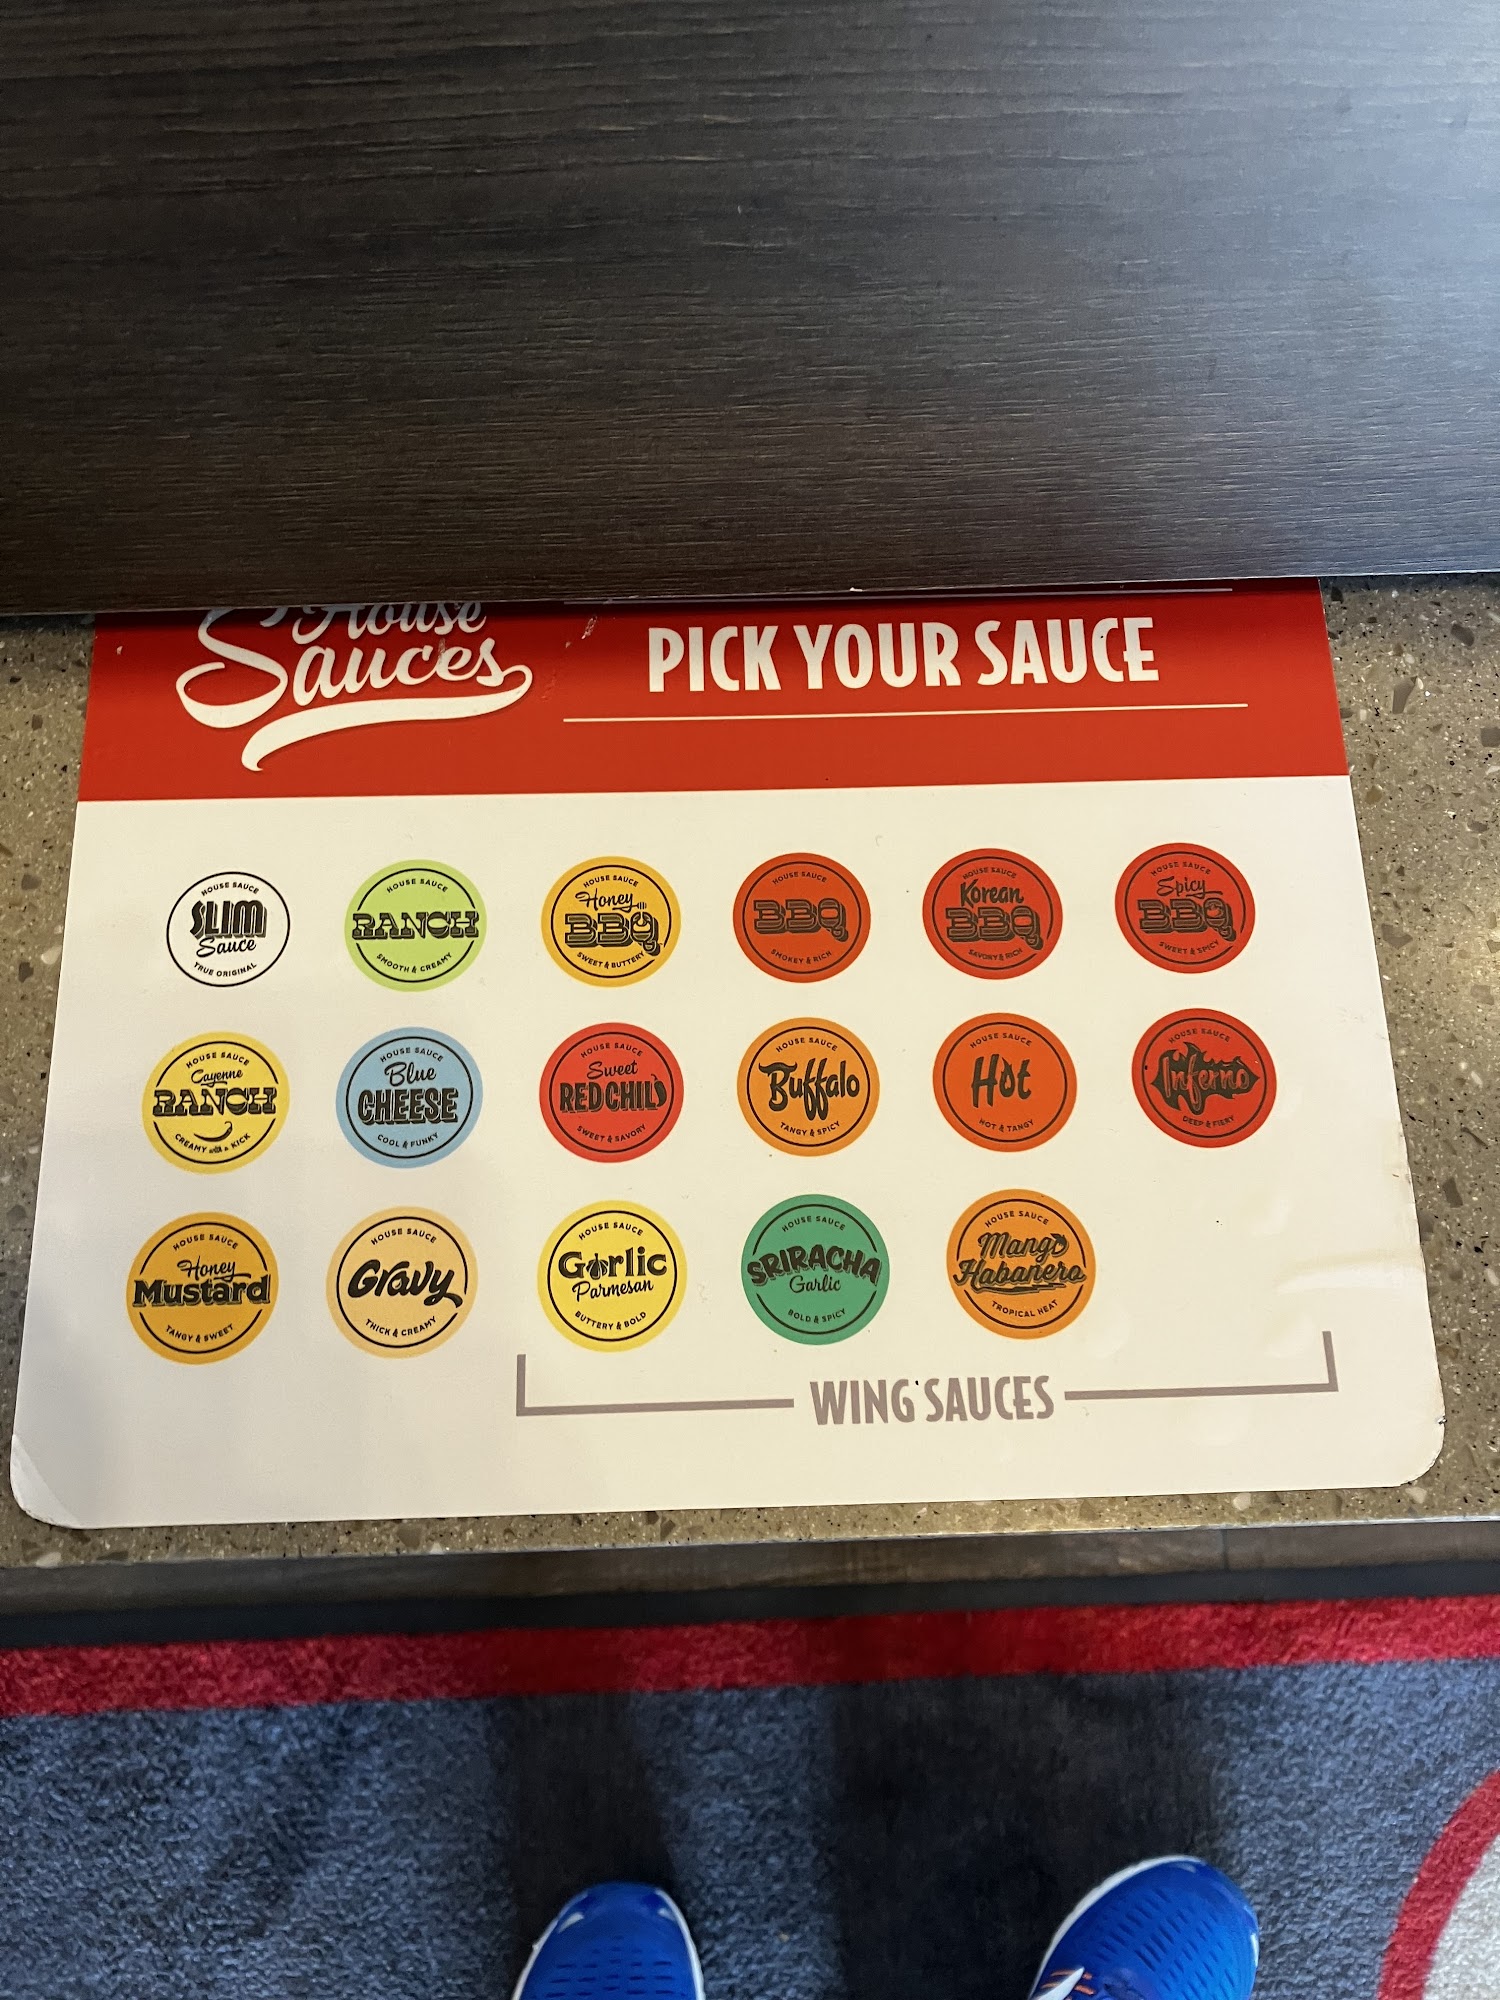 House
Sauces
PICK YOUR SAUCE
HOUSE SAUCE
SLIM
Sauce
TRUE ORIGINAL
HOUSE SAUCE
RANCH
SMOOTH & CREAMY
HOUSE SAUCE
Honey
BBQ
SWEET & BUTTERY
HOUSE SAUCE
BBQ
SMOKEY & RICH
HOUSE SAUCE
Korean
BBQ
SAVORY & RICH
HOUSE SAUCE
Spicy
BBQ
SWEET & SPICY
HOUSE SAUCE
Cayenne
RANCH
CREAMY with a KICK
HOUSE SAUCE
Blue
CHEESE
COOL & FUNKY
HOUSE SAUCE
Sweet
RED CHILI
SWEET & SAVORY
HOUSE SAUCE
Buffalo
TANGY & SPICY
HOUSE SAUCE
Hot
HOT & TANGY
HOUSE SAUCE
Inferno
DEEP & FIERY
HOUSE SAUCE
Honey
Mustard
TANGY & SWEET
HOUSE SAUCE
Gravy
THICK & CREAMY
HOUSE SAUCE
Garlic
Parmesan
BUTTERY & BOLD
HOUSE SAUCE
SRIRACHA
Garlic
BOLD & SPICY
HOUSE SAUCE
Mango
Habanero
TROPICAL HEAT
WING SAUCES